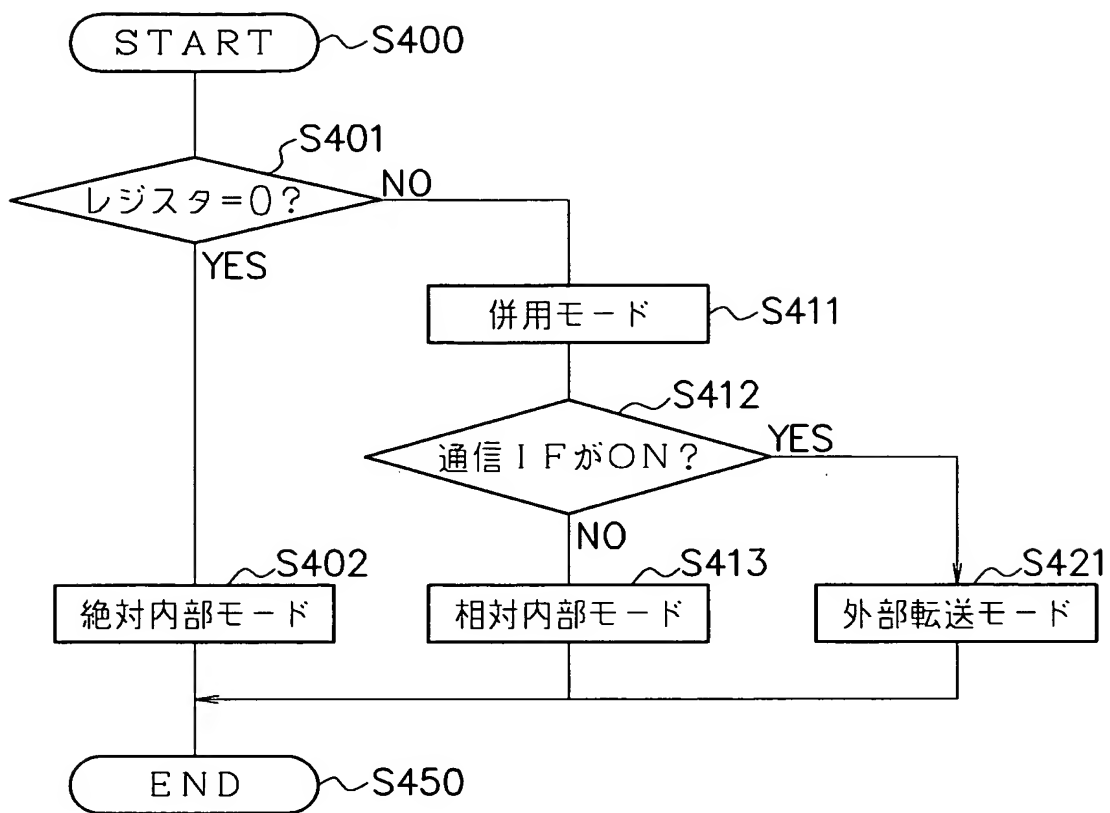 START
S400
S401
レジスタ=0?
NO
YES
併用モード
S411
S412
通信IFがON?
YES
NO
S402
絶対内部モード
S413
相対内部モード
S421
外部転送モード
END
S450